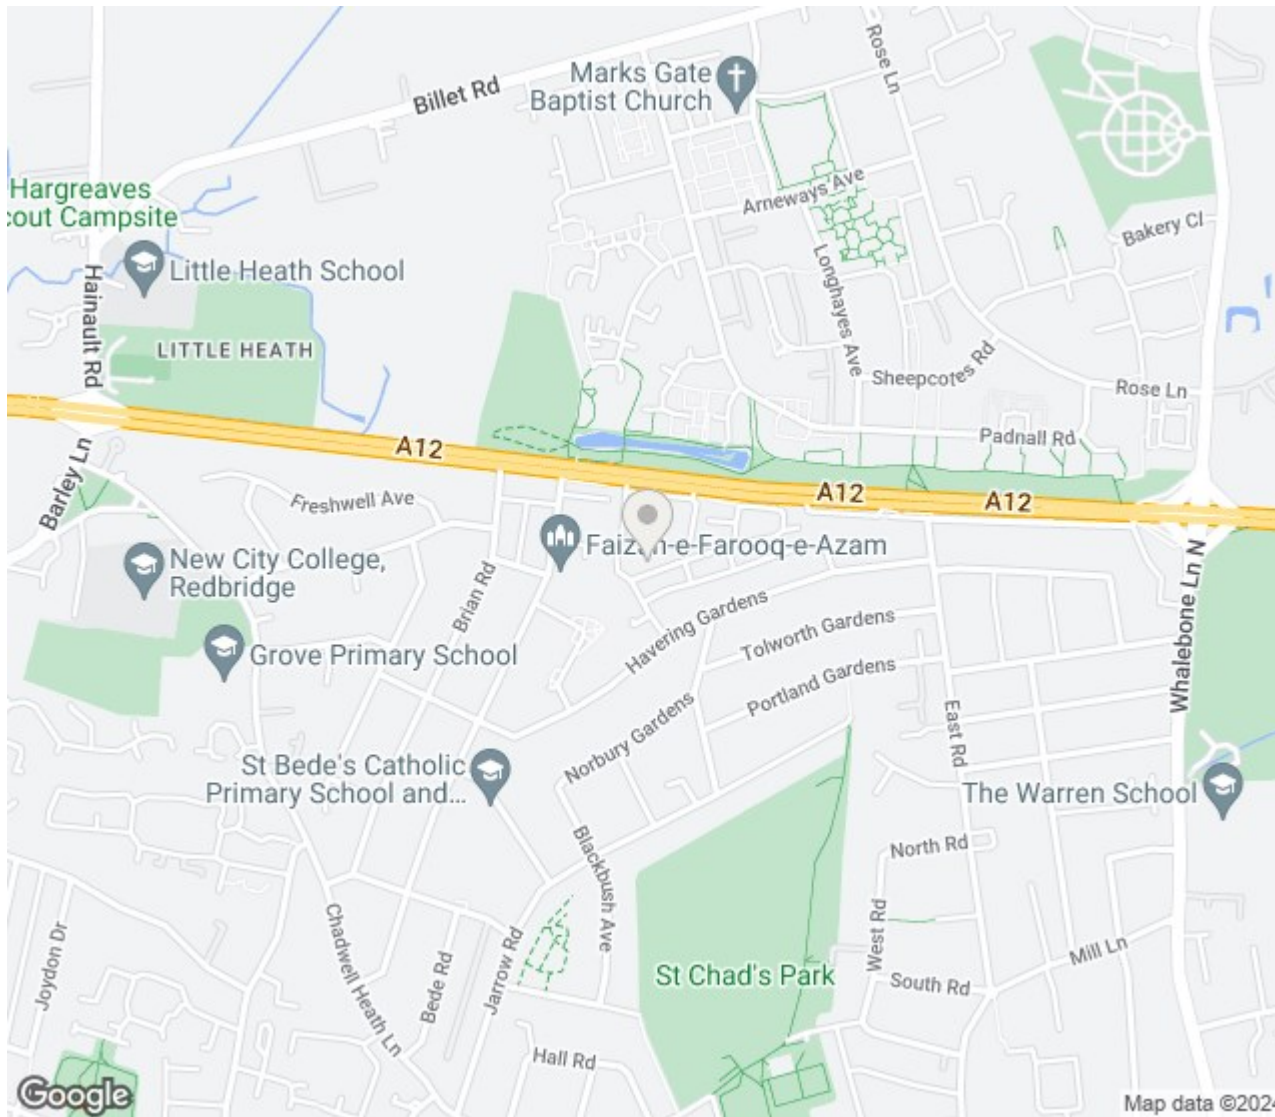 Rose Ln
Marks Gate
Baptist Church
Billet Rd
Hargreaves
cout Campsite
Arneways Ave
Bakery Cl
Little Heath School
Hainault Rd
Longhayes Ave
LITTLE HEATH
Sheepcotes Rd
Rose Ln
Padnall Rd
A12
A12
A12
Barley Ln
Freshwell Ave
Faizan-e-Farooq-e-Azam
New City College,
Redbridge
Brian Rd
Havering Gardens
Tolworth Gardens
Whalebone Ln N
Grove Primary School
Portland Gardens
Norbury Gardens
East Rd
St Bede's Catholic
Primary School and...
The Warren School
Blackbush Ave
North Rd
Chadwell Heath Ln
Joydon Dr
Bede Rd
Jarrow Rd
West Rd
Mill Ln
St Chad's Park
South Rd
Hall Rd
Google
Map data ©2024